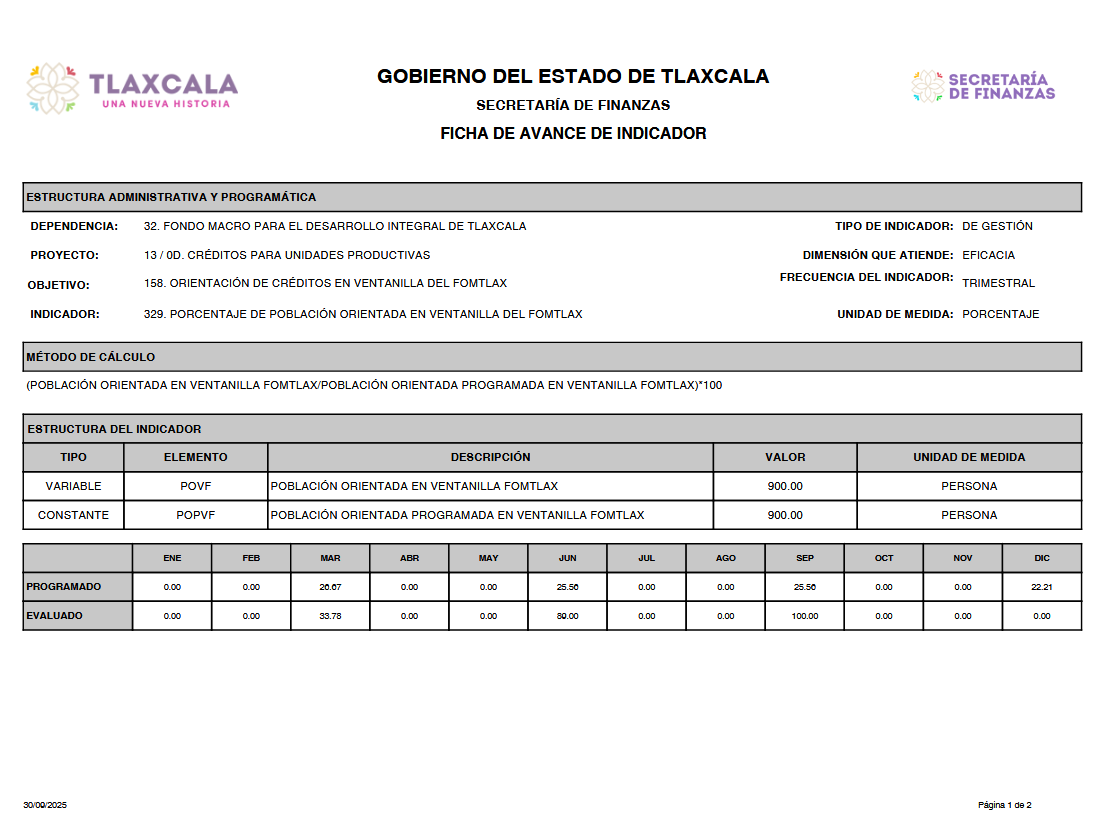 TLAXCALA
UNA NUEVA HISTORIA
GOBIERNO DEL ESTADO DE TLAXCALA
SECRETARÍA DE FINANZAS
FICHA DE AVANCE DE INDICADOR
SECRETARÍA
DE FINANZAS
ESTRUCTURA ADMINISTRATIVA Y PROGRAMÁTICA
DEPENDENCIA: 32. FONDO MACRO PARA EL DESARROLLO INTEGRAL DE TLAXCALA TIPO DE INDICADOR: DE GESTIÓN
PROYECTO: 13 / 0D. CRÉDITOS PARA UNIDADES PRODUCTIVAS DIMENSIÓN QUE ATIENDE: EFICACIA
OBJETIVO: 158. ORIENTACIÓN DE CRÉDITOS EN VENTANILLA DEL FOMTLAX FRECUENCIA DEL INDICADOR: TRIMESTRAL
INDICADOR: 329. PORCENTAJE DE POBLACIÓN ORIENTADA EN VENTANILLA DEL FOMTLAX UNIDAD DE MEDIDA: PORCENTAJE
MÉTODO DE CÁLCULO
(POBLACIÓN ORIENTADA EN VENTANILLA FOMTLAX/POBLACIÓN ORIENTADA PROGRAMADA EN VENTANILLA FOMTLAX)*100
ESTRUCTURA DEL INDICADOR
TIPO ELEMENTO DESCRIPCIÓN VALOR UNIDAD DE MEDIDA
VARIABLE POVF POBLACIÓN ORIENTADA EN VENTANILLA FOMTLAX 900.00 PERSONA
CONSTANTE POPVF POBLACIÓN ORIENTADA PROGRAMADA EN VENTANILLA FOMTLAX 900.00 PERSONA
ENE FEB MAR ABR MAY JUN JUL AGO SEP OCT NOV DIC
PROGRAMADO 0.00 0.00 26.67 0.00 0.00 25.56 0.00 0.00 25.56 0.00 0.00 22.21
EVALUADO 0.00 0.00 33.78 0.00 0.00 80.00 0.00 0.00 100.00 0.00 0.00 0.00
30/09/2025 Página 1 de 2